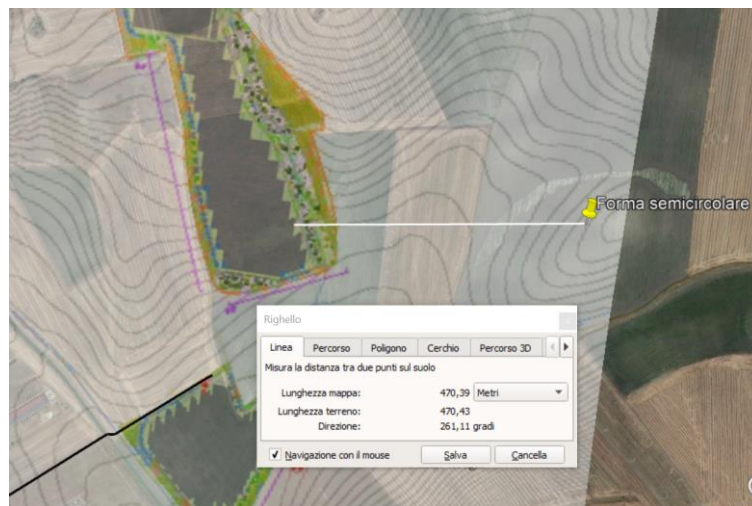 Forma semicircolare
Righello
Linea Percorso Poligono Cerchio Percorso 3D
Misura la distanza tra due punti sul suolo
Lunghezza mappa: 470,39 Metri
Lunghezza terreno: 470,43
Direzione: 261,11 gradi
Navigazione con il mouse Salva Cancella